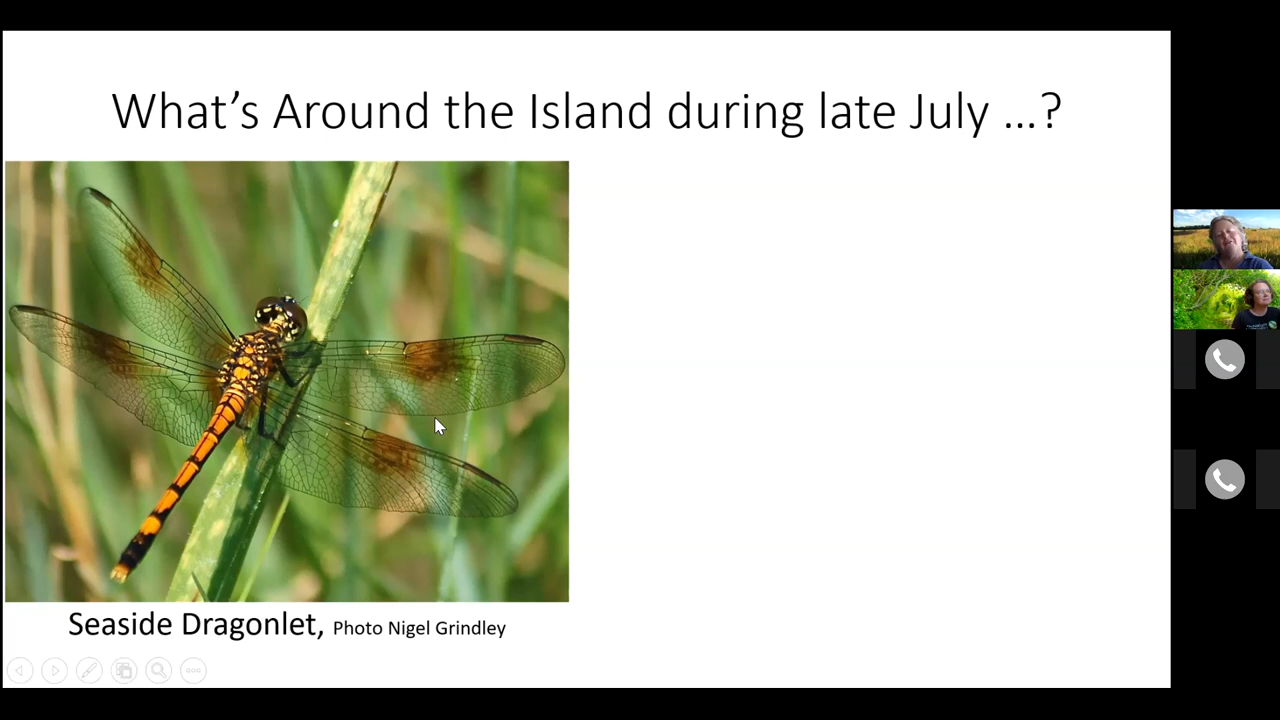 What's Around the Island during late July ...?
Seaside Dragonlet, Photo Nigel Grindley